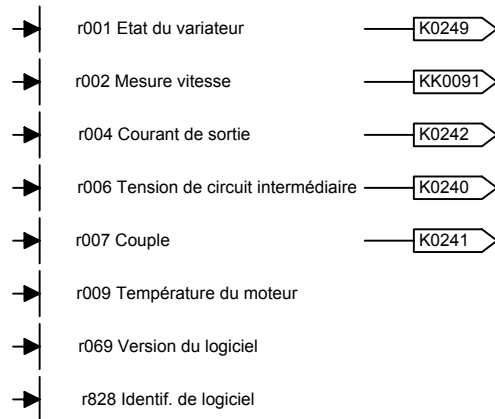 r001 Etat du variateur K0249
r002 Mesure vitesse KK0091
r004 Courant de sortie K0242
r006 Tension de circuit intermédiaire K0240
r007 Couple K0241
r009 Température du moteur
r069 Version du logiciel
r828 Identif. de logiciel